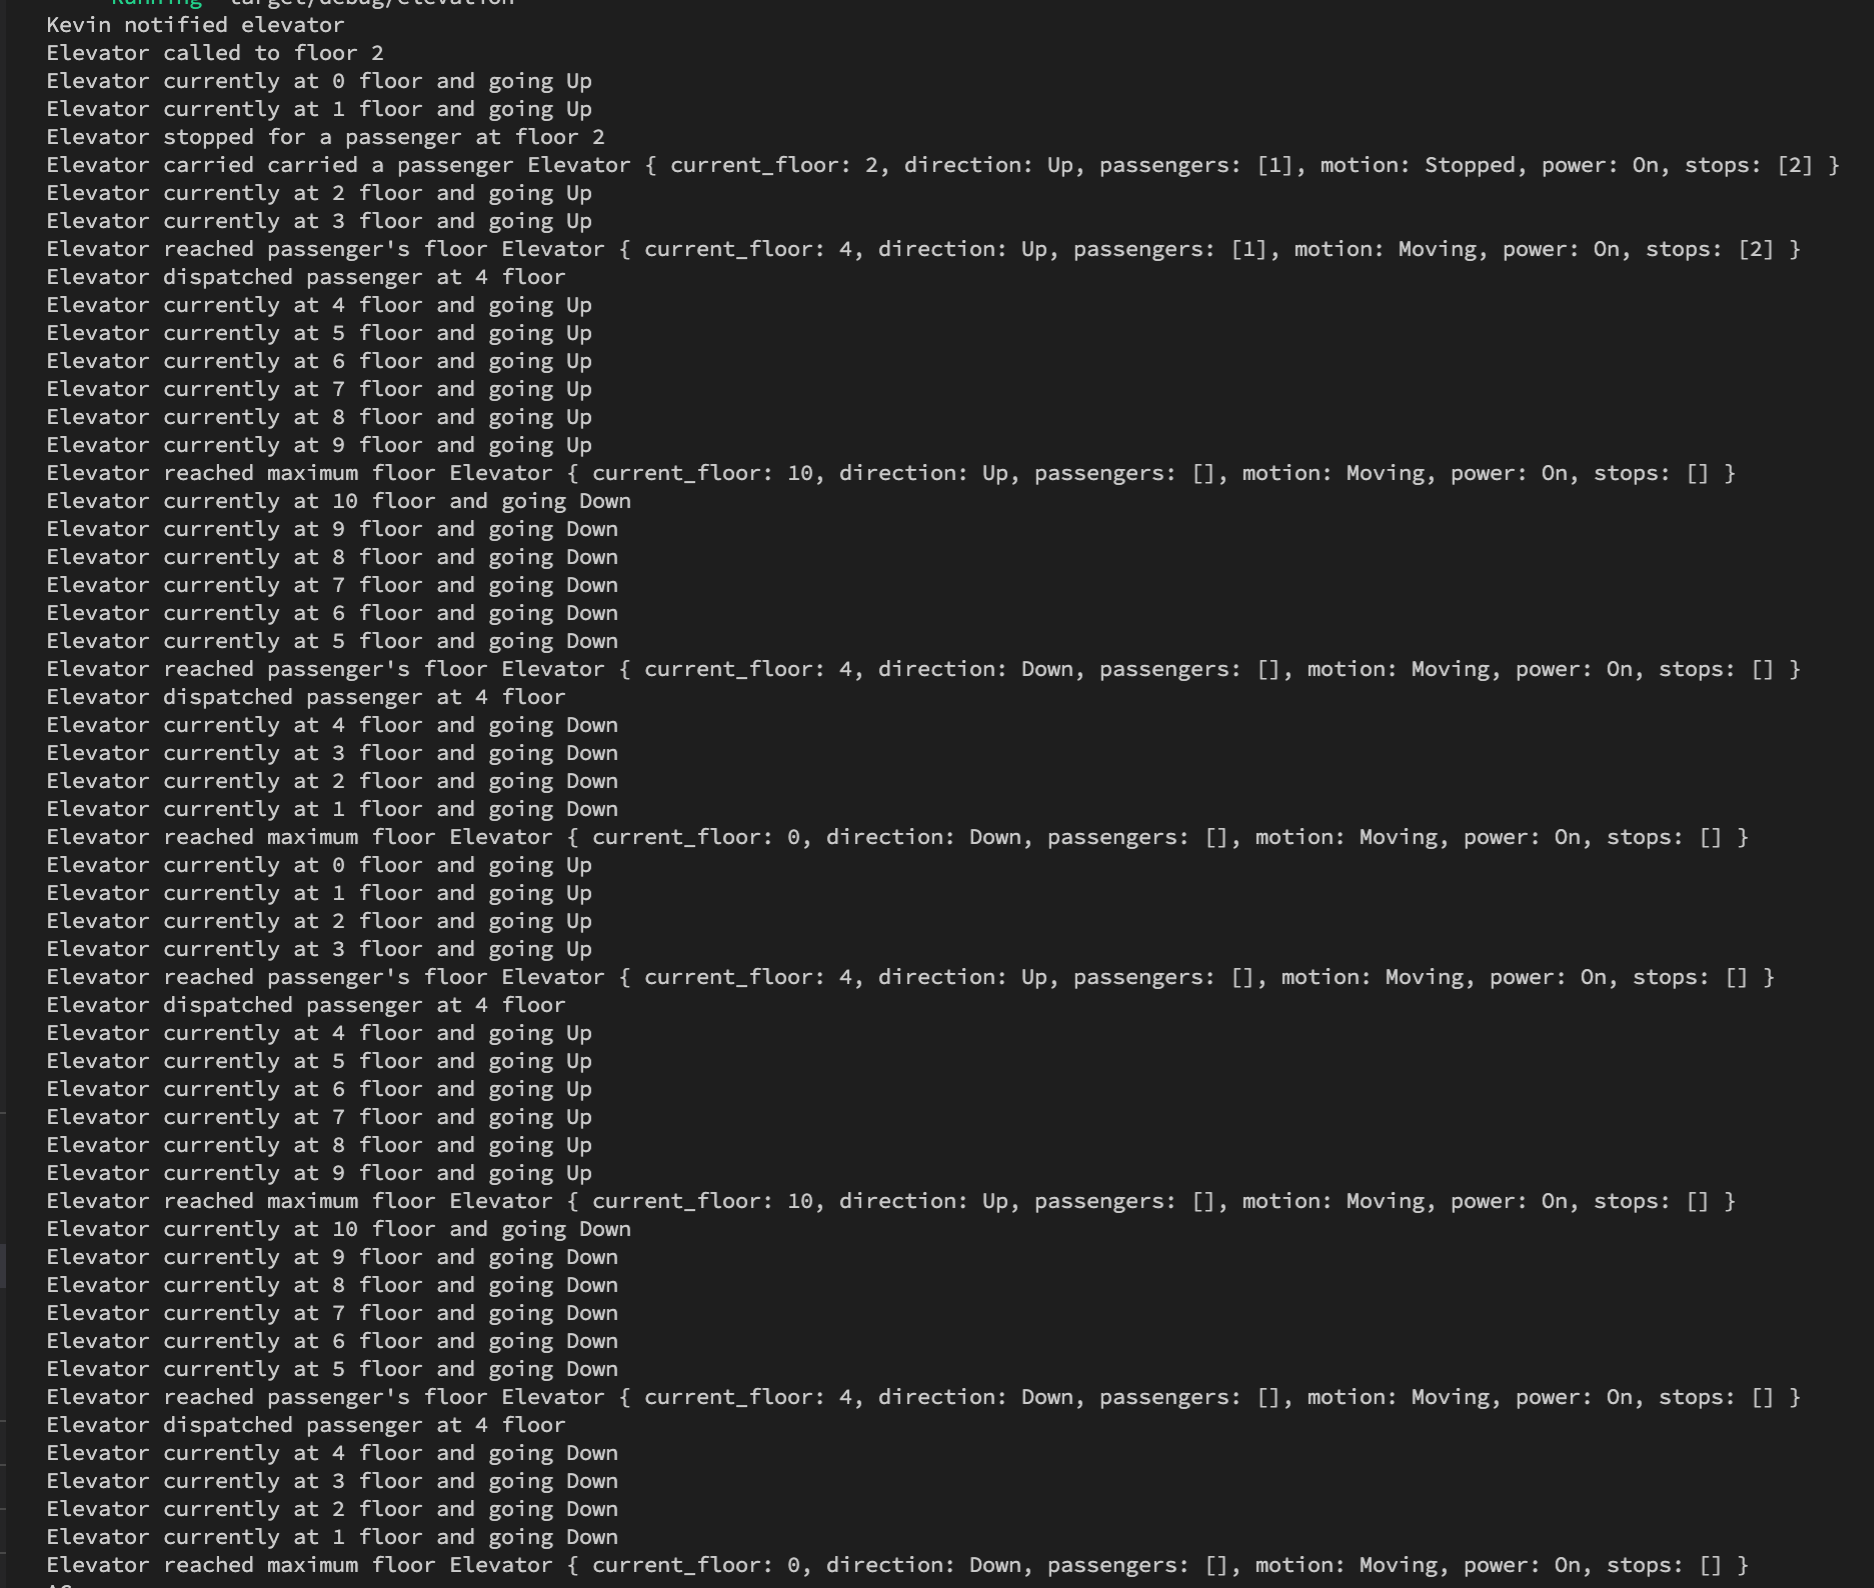 Running `target/debug/elevation`
Kevin notified elevator
Elevator called to floor 2
Elevator currently at 0 floor and going Up
Elevator currently at 1 floor and going Up
Elevator stopped for a passenger at floor 2
Elevator carried carried a passenger Elevator { current_floor: 2, direction: Up, passengers: [1], motion: Stopped, power: On, stops: [2] }
Elevator currently at 2 floor and going Up
Elevator currently at 3 floor and going Up
Elevator reached passenger's floor Elevator { current_floor: 4, direction: Up, passengers: [1], motion: Moving, power: On, stops: [2] }
Elevator dispatched passenger at 4 floor
Elevator currently at 4 floor and going Up
Elevator currently at 5 floor and going Up
Elevator currently at 6 floor and going Up
Elevator currently at 7 floor and going Up
Elevator currently at 8 floor and going Up
Elevator currently at 9 floor and going Up
Elevator reached maximum floor Elevator { current_floor: 10, direction: Up, passengers: [], motion: Moving, power: On, stops: [] }
Elevator currently at 10 floor and going Down
Elevator currently at 9 floor and going Down
Elevator currently at 8 floor and going Down
Elevator currently at 7 floor and going Down
Elevator currently at 6 floor and going Down
Elevator currently at 5 floor and going Down
Elevator reached passenger's floor Elevator { current_floor: 4, direction: Down, passengers: [], motion: Moving, power: On, stops: [] }
Elevator dispatched passenger at 4 floor
Elevator currently at 4 floor and going Down
Elevator currently at 3 floor and going Down
Elevator currently at 2 floor and going Down
Elevator currently at 1 floor and going Down
Elevator reached maximum floor Elevator { current_floor: 0, direction: Down, passengers: [], motion: Moving, power: On, stops: [] }
Elevator currently at 0 floor and going Up
Elevator currently at 1 floor and going Up
Elevator currently at 2 floor and going Up
Elevator currently at 3 floor and going Up
Elevator reached passenger's floor Elevator { current_floor: 4, direction: Up, passengers: [], motion: Moving, power: On, stops: [] }
Elevator dispatched passenger at 4 floor
Elevator currently at 4 floor and going Up
Elevator currently at 5 floor and going Up
Elevator currently at 6 floor and going Up
Elevator currently at 7 floor and going Up
Elevator currently at 8 floor and going Up
Elevator currently at 9 floor and going Up
Elevator reached maximum floor Elevator { current_floor: 10, direction: Up, passengers: [], motion: Moving, power: On, stops: [] }
Elevator currently at 10 floor and going Down
Elevator currently at 9 floor and going Down
Elevator currently at 8 floor and going Down
Elevator currently at 7 floor and going Down
Elevator currently at 6 floor and going Down
Elevator currently at 5 floor and going Down
Elevator reached passenger's floor Elevator { current_floor: 4, direction: Down, passengers: [], motion: Moving, power: On, stops: [] }
Elevator dispatched passenger at 4 floor
Elevator currently at 4 floor and going Down
Elevator currently at 3 floor and going Down
Elevator currently at 2 floor and going Down
Elevator currently at 1 floor and going Down
Elevator reached maximum floor Elevator { current_floor: 0, direction: Down, passengers: [], motion: Moving, power: On, stops: [] }